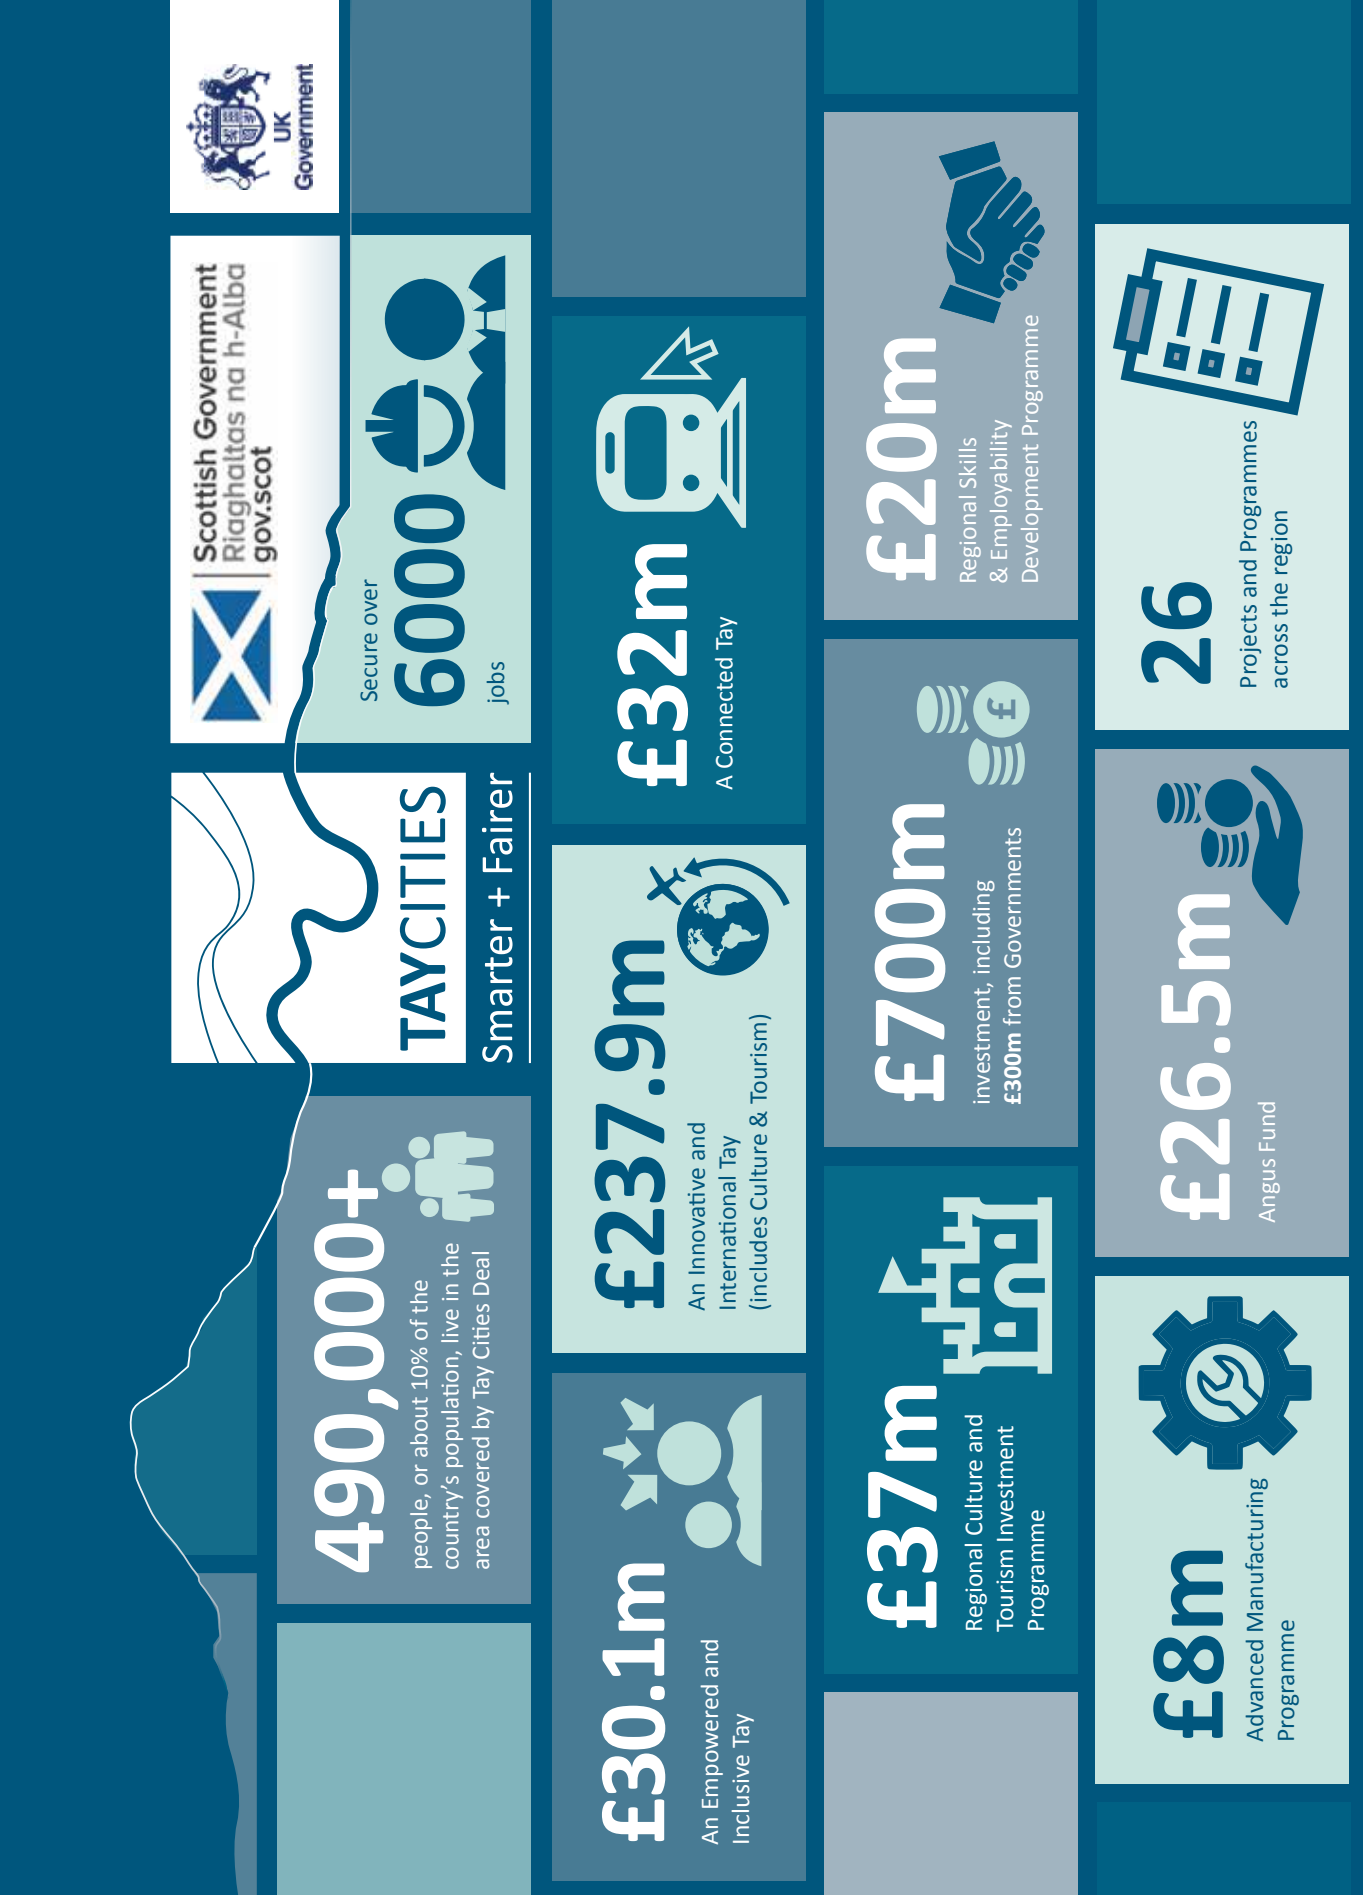 490,000+
people, or about 10% of the
country's population, live in the
area covered by Tay Cities Deal
TAYCITIES
Smarter + Fairer
Scottish Government
Riaghaltas na h-Alba
gov.scot
UK
Government
Secure over
6000
jobs
£30.1m
An Empowered and
Inclusive Tay
£237.9m
An Innovative and
International Tay
(includes Culture & Tourism)
£32m
A Connected Tay
£37m
Regional Culture and
Tourism Investment
Programme
£700m
investment, including
£300m from Governments
£
£20m
Regional Skills
& Employability
Development Programme
£8m
Advanced Manufacturing
Programme
£26.5m
Angus Fund
26
Projects and Programmes
across the region